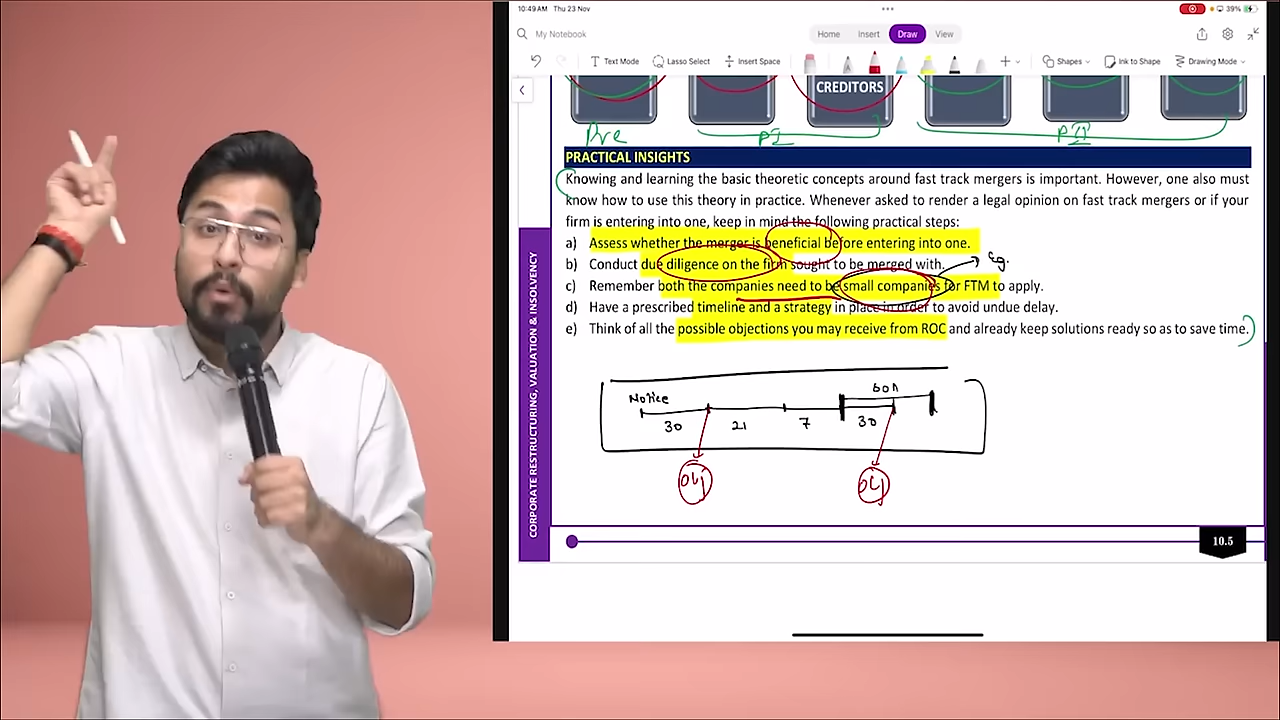 10:49 AM Thu 23 Nov
39%
My Notebook
Home Insert Draw View
Text Mode Lasso Select Insert Space Shapes Ink to Shape Drawing Mode
CREDITORS
Pre PI PII
PRACTICAL INSIGHTS
Knowing and learning the basic theoretic concepts around fast track mergers is important. However, one also must
know how to use this theory in practice. Whenever asked to render a legal opinion on fast track mergers or if your
firm is entering into one, keep in mind the following practical steps:
a) Assess whether the merger is beneficial before entering into one.
b) Conduct due diligence on the firm sought to be merged with.
eg.
c) Remember both the companies need to be small companies for FTM to apply.
d) Have a prescribed timeline and a strategy in place in order to avoid undue delay.
e) Think of all the possible objections you may receive from ROC and already keep solutions ready so as to save time.
CORPORATE RESTRUCTURING, VALUATION & INSOLVENCY
Notice
30 21 7 30
Obj Obj
10.5